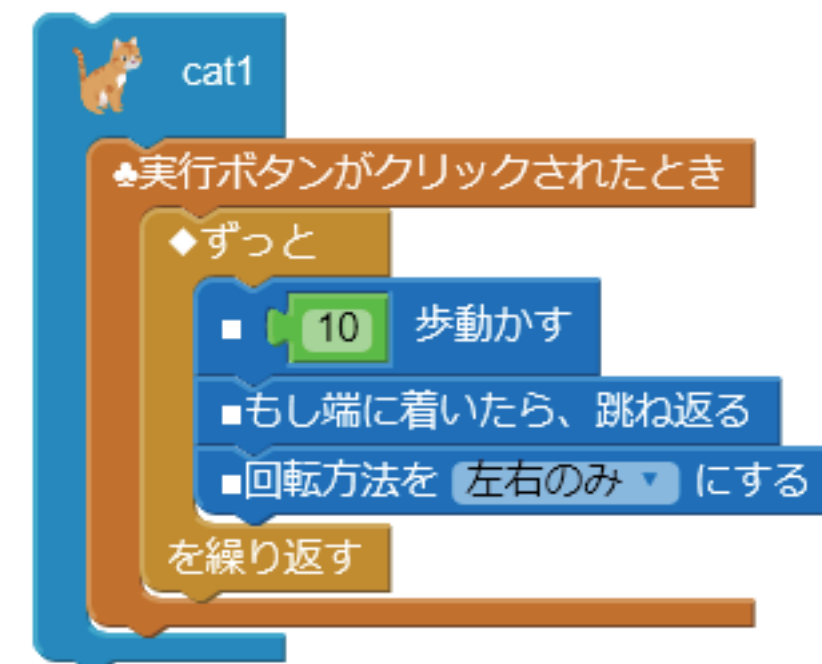 cat1
♣実行ボタンがクリックされたとき
◆ずっと
■ 10 歩動かす
■もし端に着いたら、跳ね返る
■回転方法を 左右のみ ▼ にする
を繰り返す